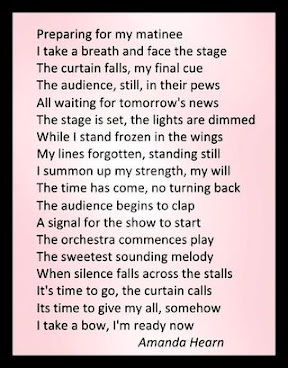 Preparing for my matinee
I take a breath and face the stage
The curtain falls, my final cue
The audience, still, in their pews
All waiting for tomorrow's news
The stage is set, the lights are dimmed
While I stand frozen in the wings
My lines forgotten, standing still
I summon up my strength, my will
The time has come, no turning back
The audience begins to clap
A signal for the show to start
The orchestra commences play
The sweetest sounding melody
When silence falls across the stalls
It's time to go, the curtain calls
Its time to give my all, somehow
I take a bow, I'm ready now
Amanda Hearn